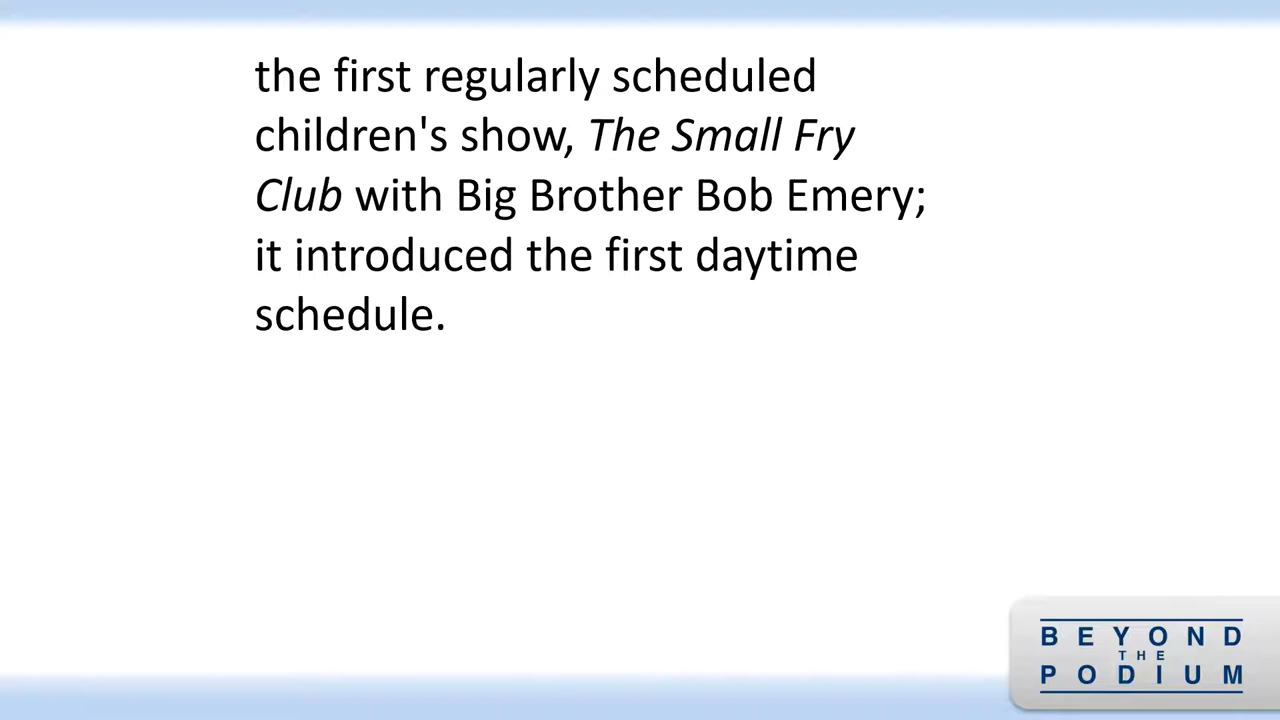 the first regularly scheduled
children's show, The Small Fry
Club with Big Brother Bob Emery;
it introduced the first daytime
schedule.
BEYOND
THE
PODIUM